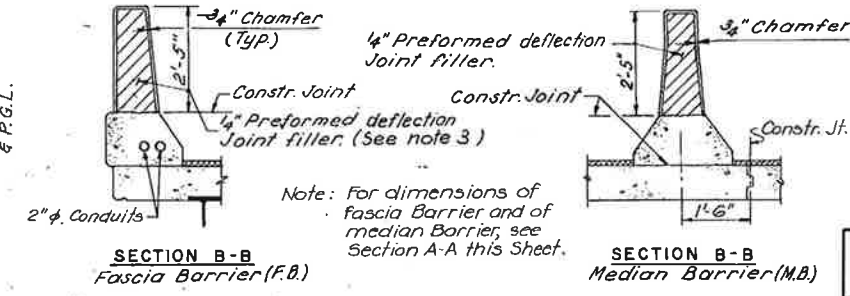 ¾" Chamfer
(Typ.)
2'-5"
Constr. Joint
¼" Preformed deflection
Joint filler. (See note 3)
2"φ. Conduits
SECTION B-B
Fascia Barrier (F.B.)
& P.G.L.
Note: For dimensions of
fascia Barrier and of
median Barrier, see
Section A-A this Sheet.
¼" Preformed deflection
Joint filler.
¾" Chamfer
2'-5"
Constr. Joint
Constr. Jt.
1'-6"
SECTION B-B
Median Barrier (M.B.)